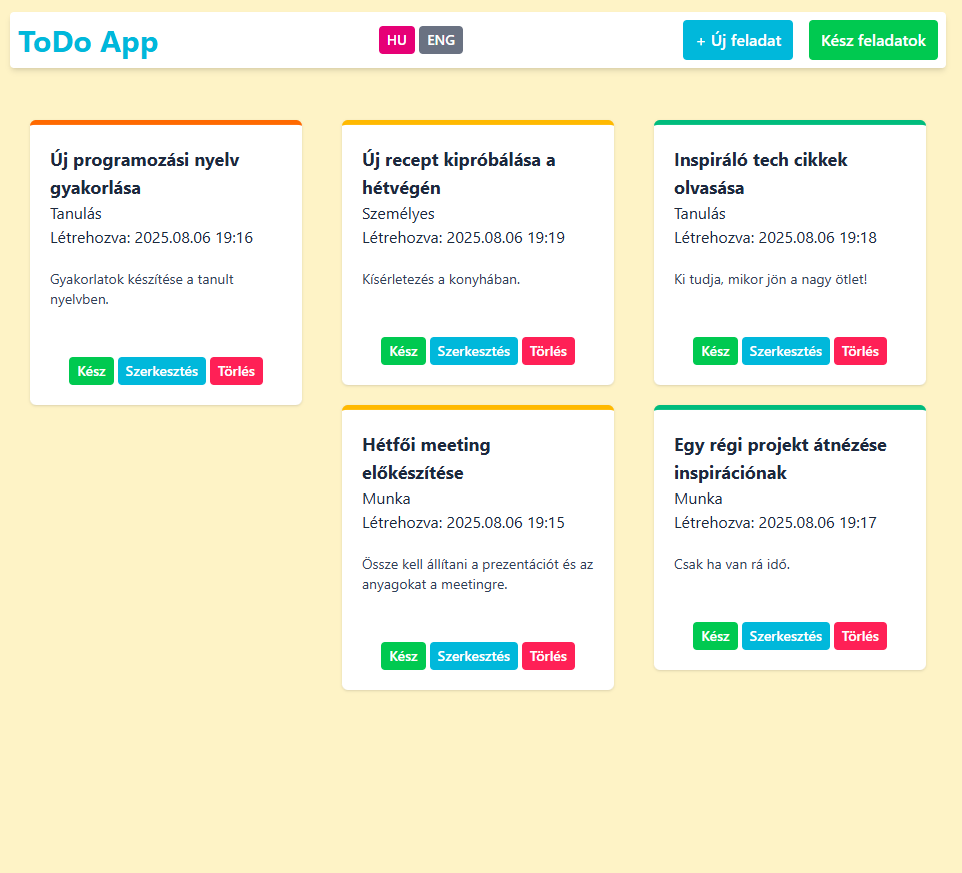 ToDo App
HU ENG
+ Új feladat
Kész feladatok
Új programozási nyelv
gyakorlása
Tanulás
Létrehozva: 2025.08.06 19:16
Gyakorlatok készítése a tanult
nyelvben.
Kész Szerkesztés Törlés
Új recept kipróbálása a
hétvégén
Személyes
Létrehozva: 2025.08.06 19:19
Kísérletezés a konyhában.
Kész Szerkesztés Törlés
Hétfői meeting
előkészítése
Munka
Létrehozva: 2025.08.06 19:15
Össze kell állítani a prezentációt és az
anyagokat a meetingre.
Kész Szerkesztés Törlés
Inspiráló tech cikkek
olvasása
Tanulás
Létrehozva: 2025.08.06 19:18
Ki tudja, mikor jön a nagy ötlet!
Kész Szerkesztés Törlés
Egy régi projekt átnézése
inspirációnak
Munka
Létrehozva: 2025.08.06 19:17
Csak ha van rá idő.
Kész Szerkesztés Törlés